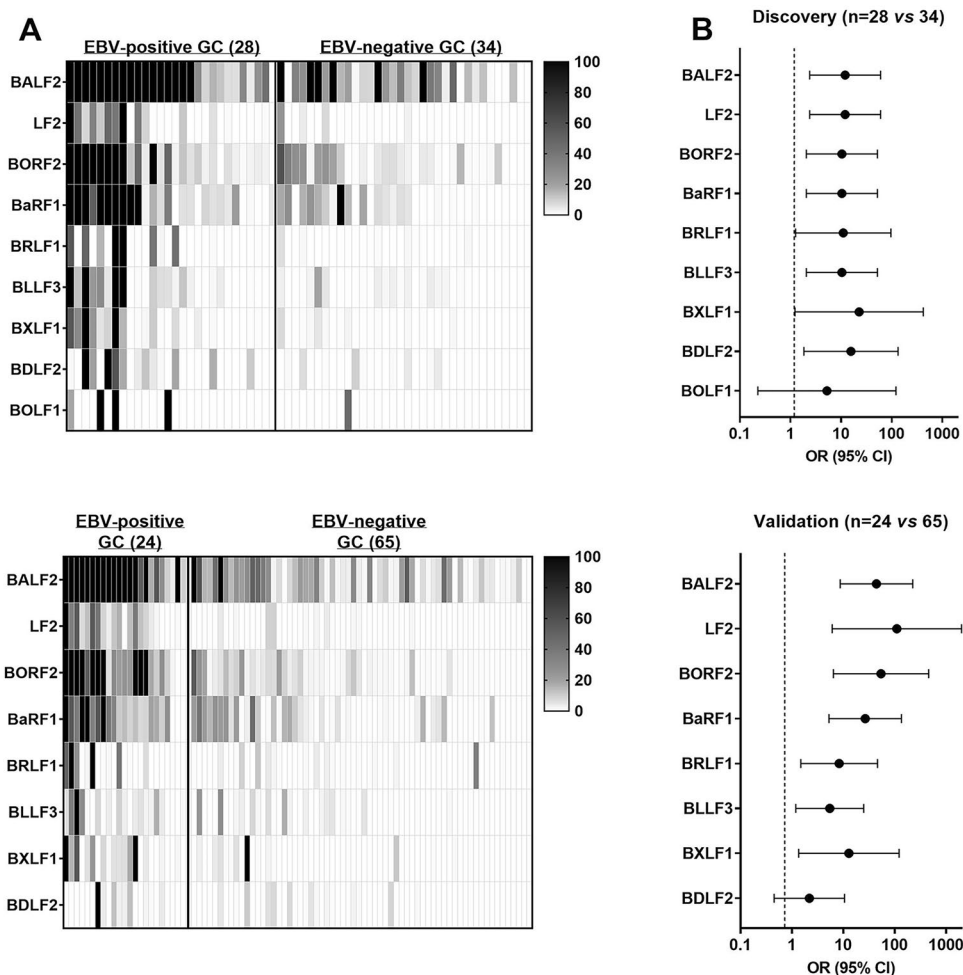 A
EBV-positive GC (28)
EBV-negative GC (34)
BALF2
LF2
BORF2
BaRF1
BRLF1
BLLF3
BXLF1
BDLF2
BOLF1
100
80
60
40
20
0
B
Discovery (n=28 vs 34)
BALF2
LF2
BORF2
BaRF1
BRLF1
BLLF3
BXLF1
BDLF2
BOLF1
0.1 1 10 100 1000
OR (95% CI)
EBV-positive
GC (24)
EBV-negative
GC (65)
BALF2
LF2
BORF2
BaRF1
BRLF1
BLLF3
BXLF1
BDLF2
100
80
60
40
20
0
Validation (n=24 vs 65)
BALF2
LF2
BORF2
BaRF1
BRLF1
BLLF3
BXLF1
BDLF2
0.1 1 10 100 1000
OR (95% CI)